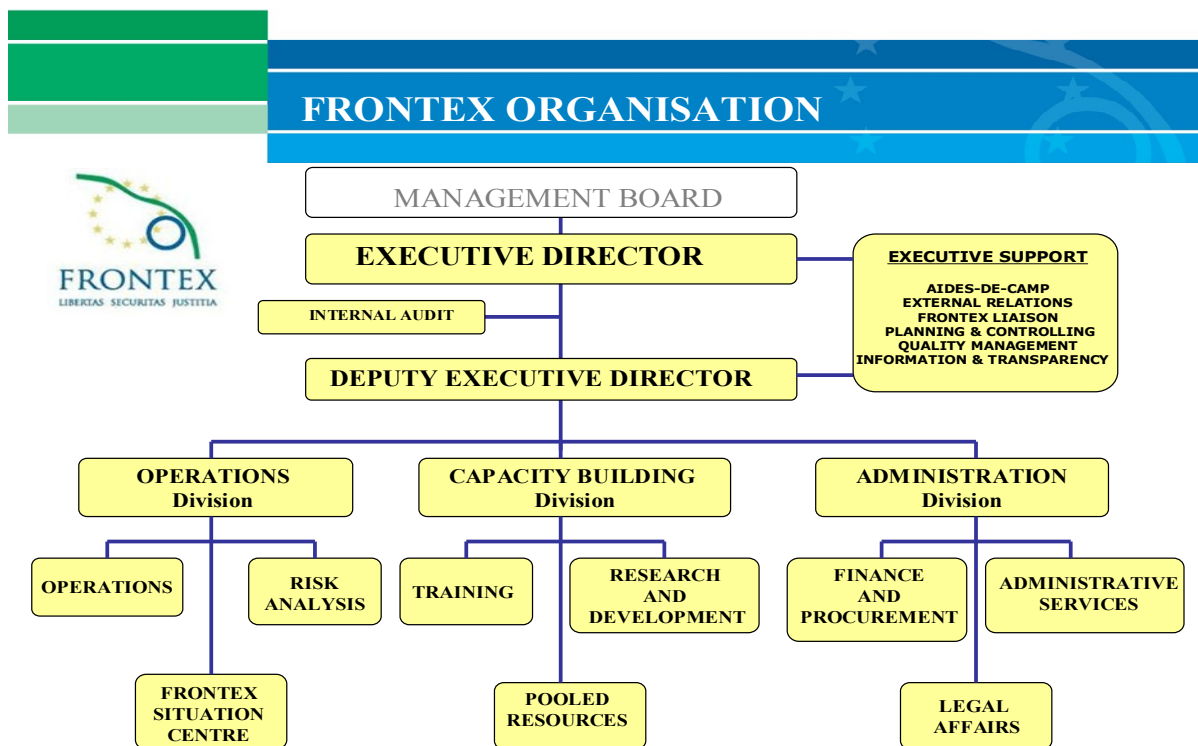 FRONTEX ORGANISATION
FRONTEX
LIBERTAS SECURITAS JUSTITIA
MANAGEMENT BOARD
EXECUTIVE DIRECTOR
EXECUTIVE SUPPORT
AIDES-DE-CAMP
EXTERNAL RELATIONS
FRONTEX LIAISON
PLANNING & CONTROLLING
QUALITY MANAGEMENT
INFORMATION & TRANSPARENCY
INTERNAL AUDIT
DEPUTY EXECUTIVE DIRECTOR
OPERATIONS
Division
CAPACITY BUILDING
Division
ADMINISTRATION
Division
OPERATIONS
RISK
ANALYSIS
TRAINING
RESEARCH
AND
DEVELOPMENT
FINANCE
AND
PROCUREMENT
ADMINISTRATIVE
SERVICES
FRONTEX
SITUATION
CENTRE
POOLED
RESOURCES
LEGAL
AFFAIRS